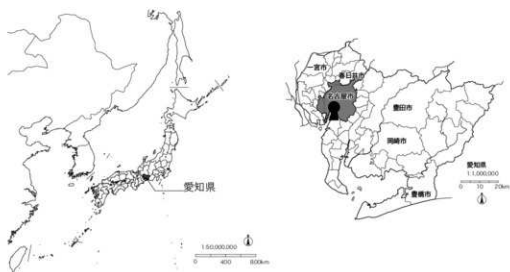 愛知県
1:50,000,000
0 400 800km
一宮市
春日井市
名古屋市
豊田市
岡崎市
豊橋市
愛知県
1:1,000,000
0 10 20km